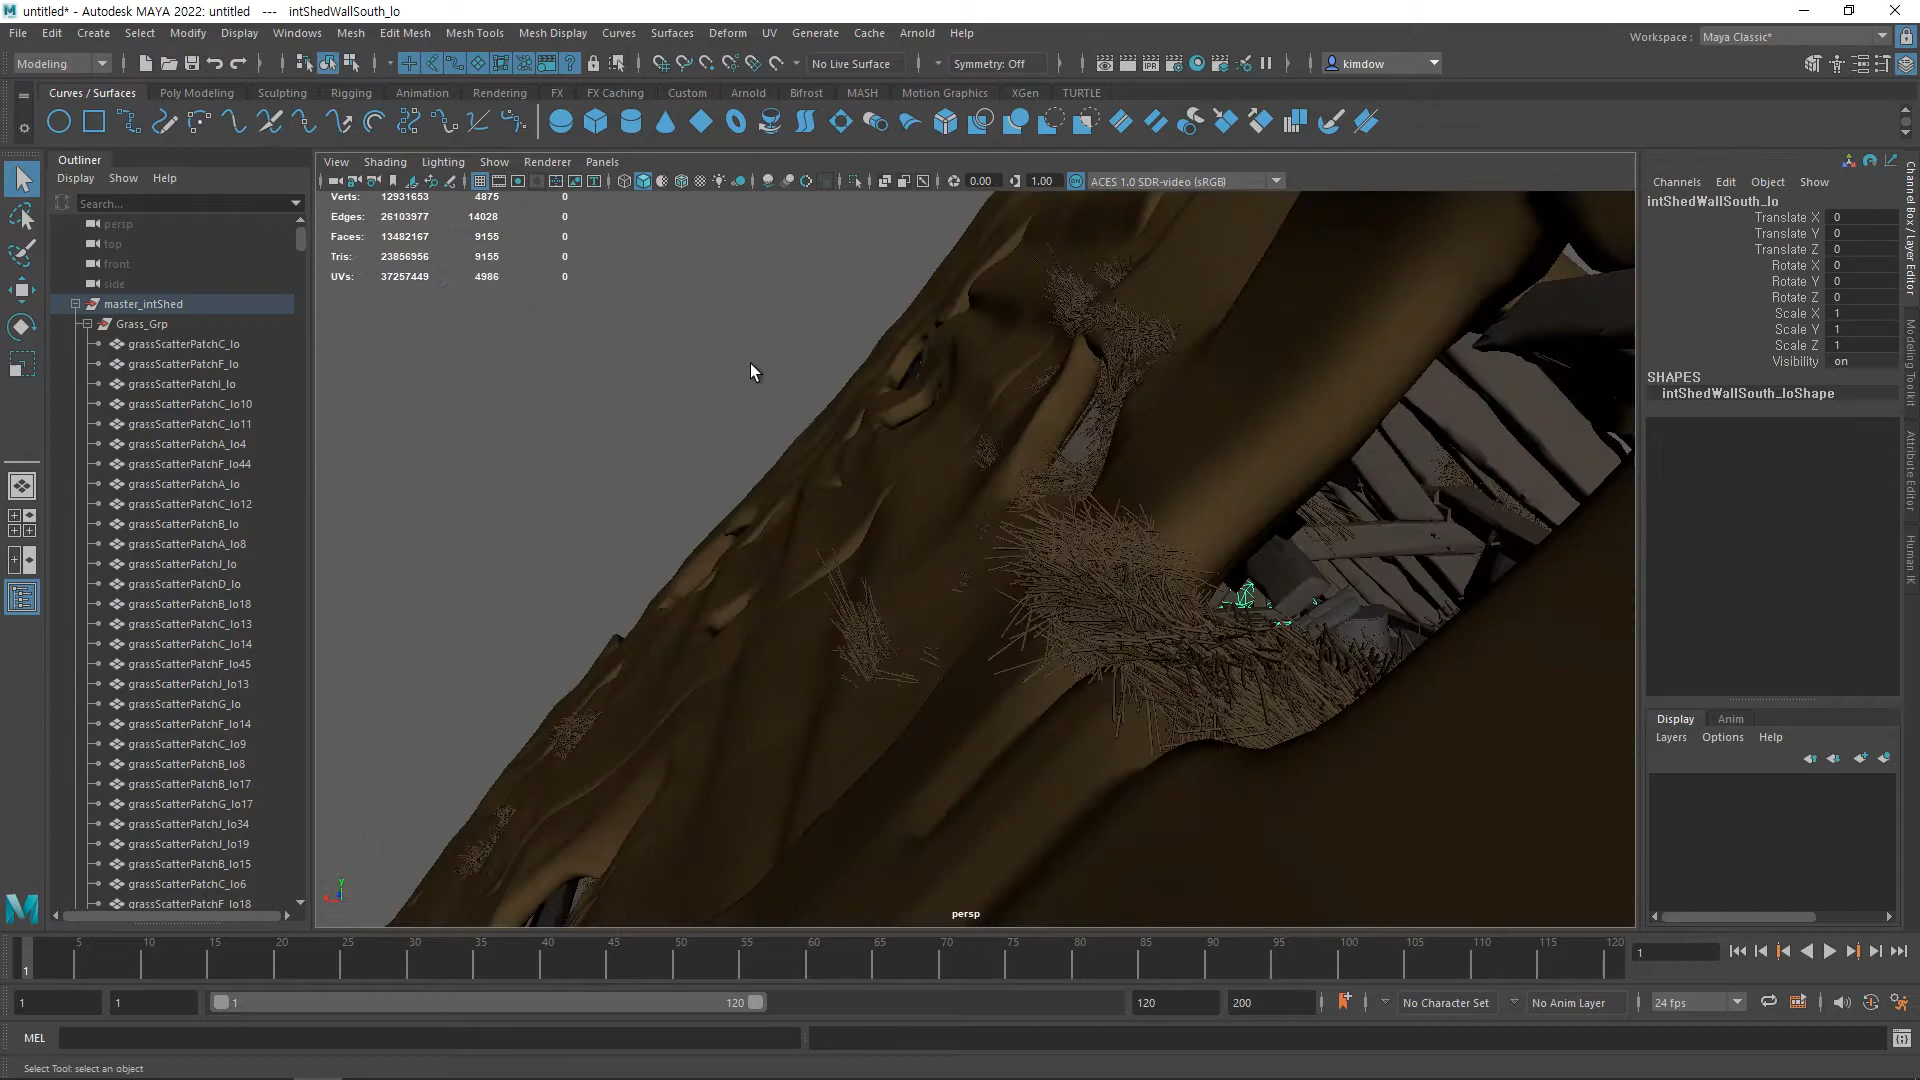 untitled* - Autodesk MAYA 2022: untitled   ---   intShedWallSouth_lo
File Edit Create Select Modify Display Windows Mesh Edit Mesh Mesh Tools Mesh Display Curves Surfaces Deform UV Generate Cache Arnold Help
Workspace : Maya Classic*
Modeling No Live Surface Symmetry: Off kimdow
Curves / Surfaces Poly Modeling Sculpting Rigging Animation Rendering FX FX Caching Custom Arnold Bifrost MASH Motion Graphics XGen TURTLE
Outliner
Display Show Help
Search...
persp
top
front
side
master_intShed
Grass_Grp
grassScatterPatchC_lo
grassScatterPatchF_lo
grassScatterPatchI_lo
grassScatterPatchC_lo10
grassScatterPatchC_lo11
grassScatterPatchA_lo4
grassScatterPatchF_lo44
grassScatterPatchA_lo
grassScatterPatchC_lo12
grassScatterPatchB_lo
grassScatterPatchA_lo8
grassScatterPatchJ_lo
grassScatterPatchD_lo
grassScatterPatchB_lo18
grassScatterPatchC_lo13
grassScatterPatchC_lo14
grassScatterPatchF_lo45
grassScatterPatchJ_lo13
grassScatterPatchG_lo
grassScatterPatchF_lo14
grassScatterPatchC_lo9
grassScatterPatchB_lo8
grassScatterPatchB_lo17
grassScatterPatchG_lo17
grassScatterPatchJ_lo34
grassScatterPatchJ_lo19
grassScatterPatchB_lo15
grassScatterPatchC_lo6
grassScatterPatchF_lo18
View Shading Lighting Show Renderer Panels
0.00 1.00 ACES 1.0 SDR-video (sRGB)
Verts: 12931653 4875 0
Edges: 26103977 14028 0
Faces: 13482167 9155 0
Tris: 23856956 9155 0
UVs: 37257449 4986 0
y
persp
Channels Edit Object Show
intShedWallSouth_lo
Translate X 0
Translate Y 0
Translate Z 0
Rotate X 0
Rotate Y 0
Rotate Z 0
Scale X 1
Scale Y 1
Scale Z 1
Visibility on
SHAPES
intShedWallSouth_loShape
Display Anim
Layers Options Help
Channel Box / Layer Editor
Modeling Toolkit
Attribute Editor
Human IK
5 10 15 20 25 30 35 40 45 50 55 60 65 70 75 80 85 90 95 100 105 110 115 120
1
1
1 1 1 120 120 200 No Character Set No Anim Layer 24 fps
MEL
Select Tool: select an object